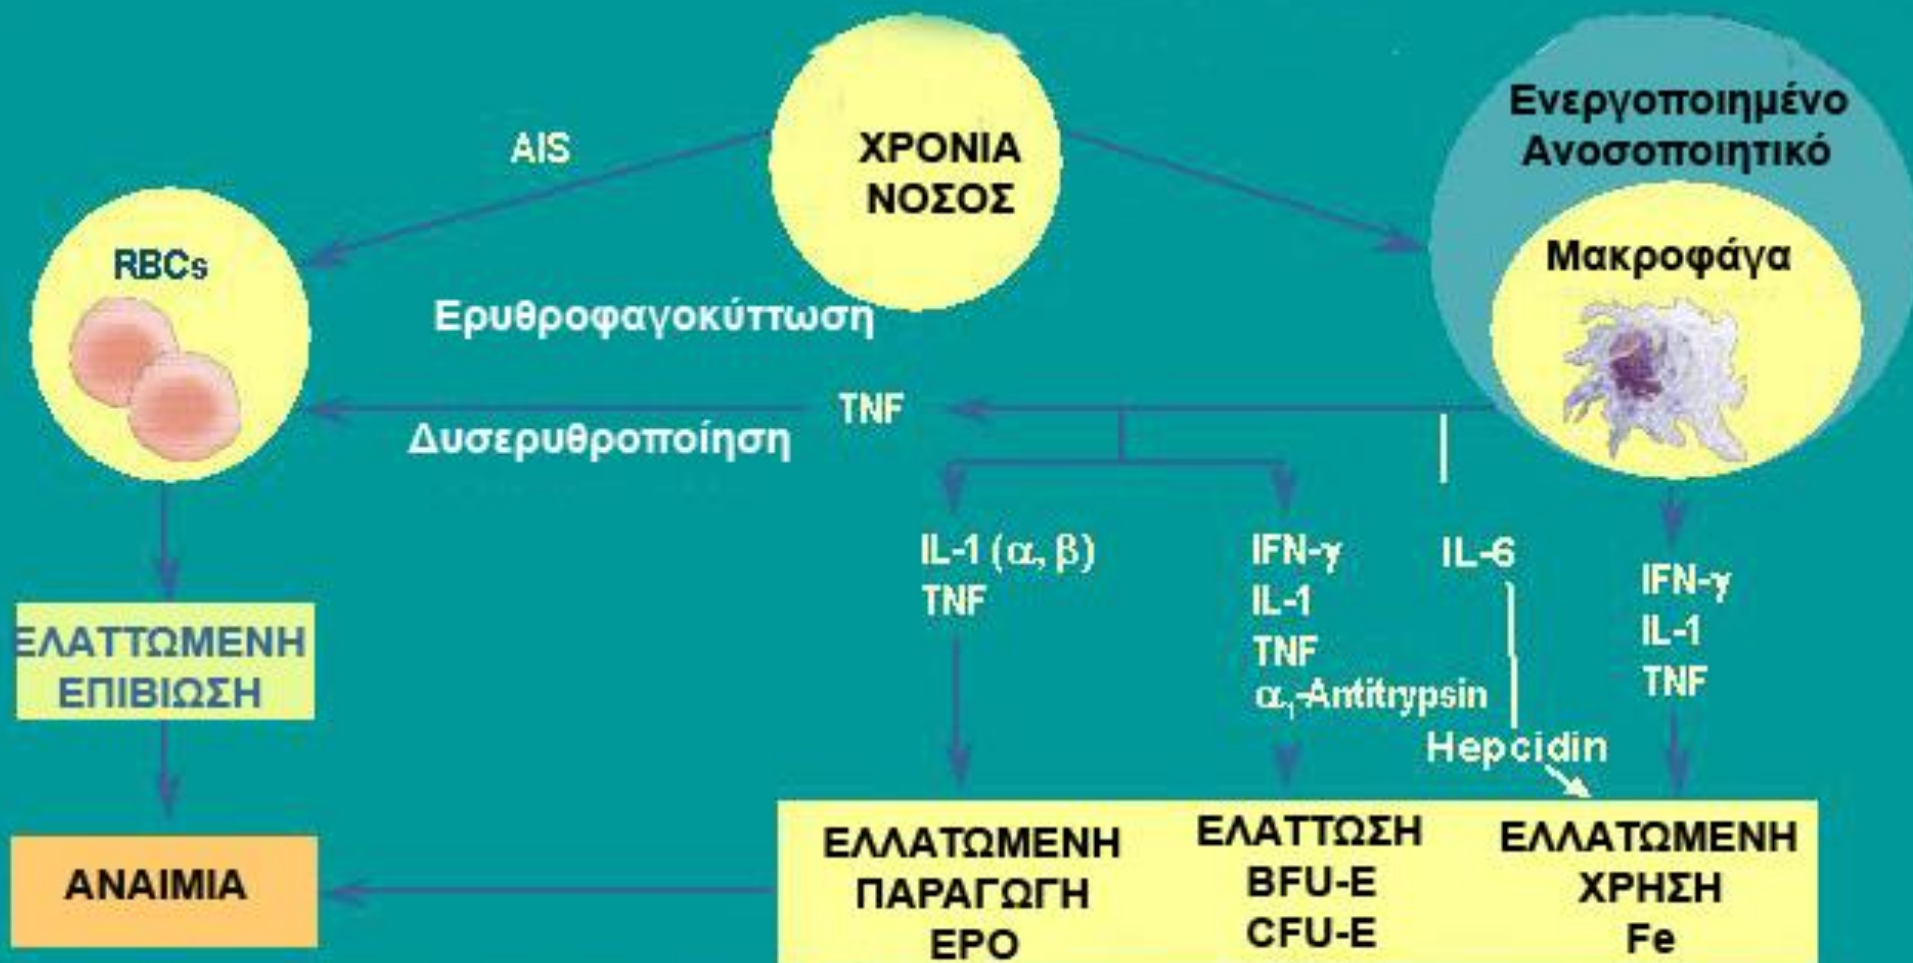 ΧΡΟΝΙΑ
ΝΟΣΟΣ
Ενεργοποιημένο
Ανοσοποιητικό
Μακροφάγα
AIS
RBCs
Ερυθροφαγοκύττωση
TNF
Δυσερυθροποίηση
IL-1 (α, β)
TNF
IFN-γ
IL-1
TNF
α₁-Antitrypsin
IL-6
Hepcidin
IFN-γ
IL-1
TNF
ΕΛΑΤΤΩΜΕΝΗ
ΕΠΙΒΙΩΣΗ
ΑΝΑΙΜΙΑ
ΕΛΛΑΤΩΜΕΝΗ
ΠΑΡΑΓΩΓΗ
ΕΡΟ
ΕΛΑΤΤΩΣΗ
BFU-E
CFU-E
ΕΛΛΑΤΩΜΕΝΗ
ΧΡΗΣΗ
Fe